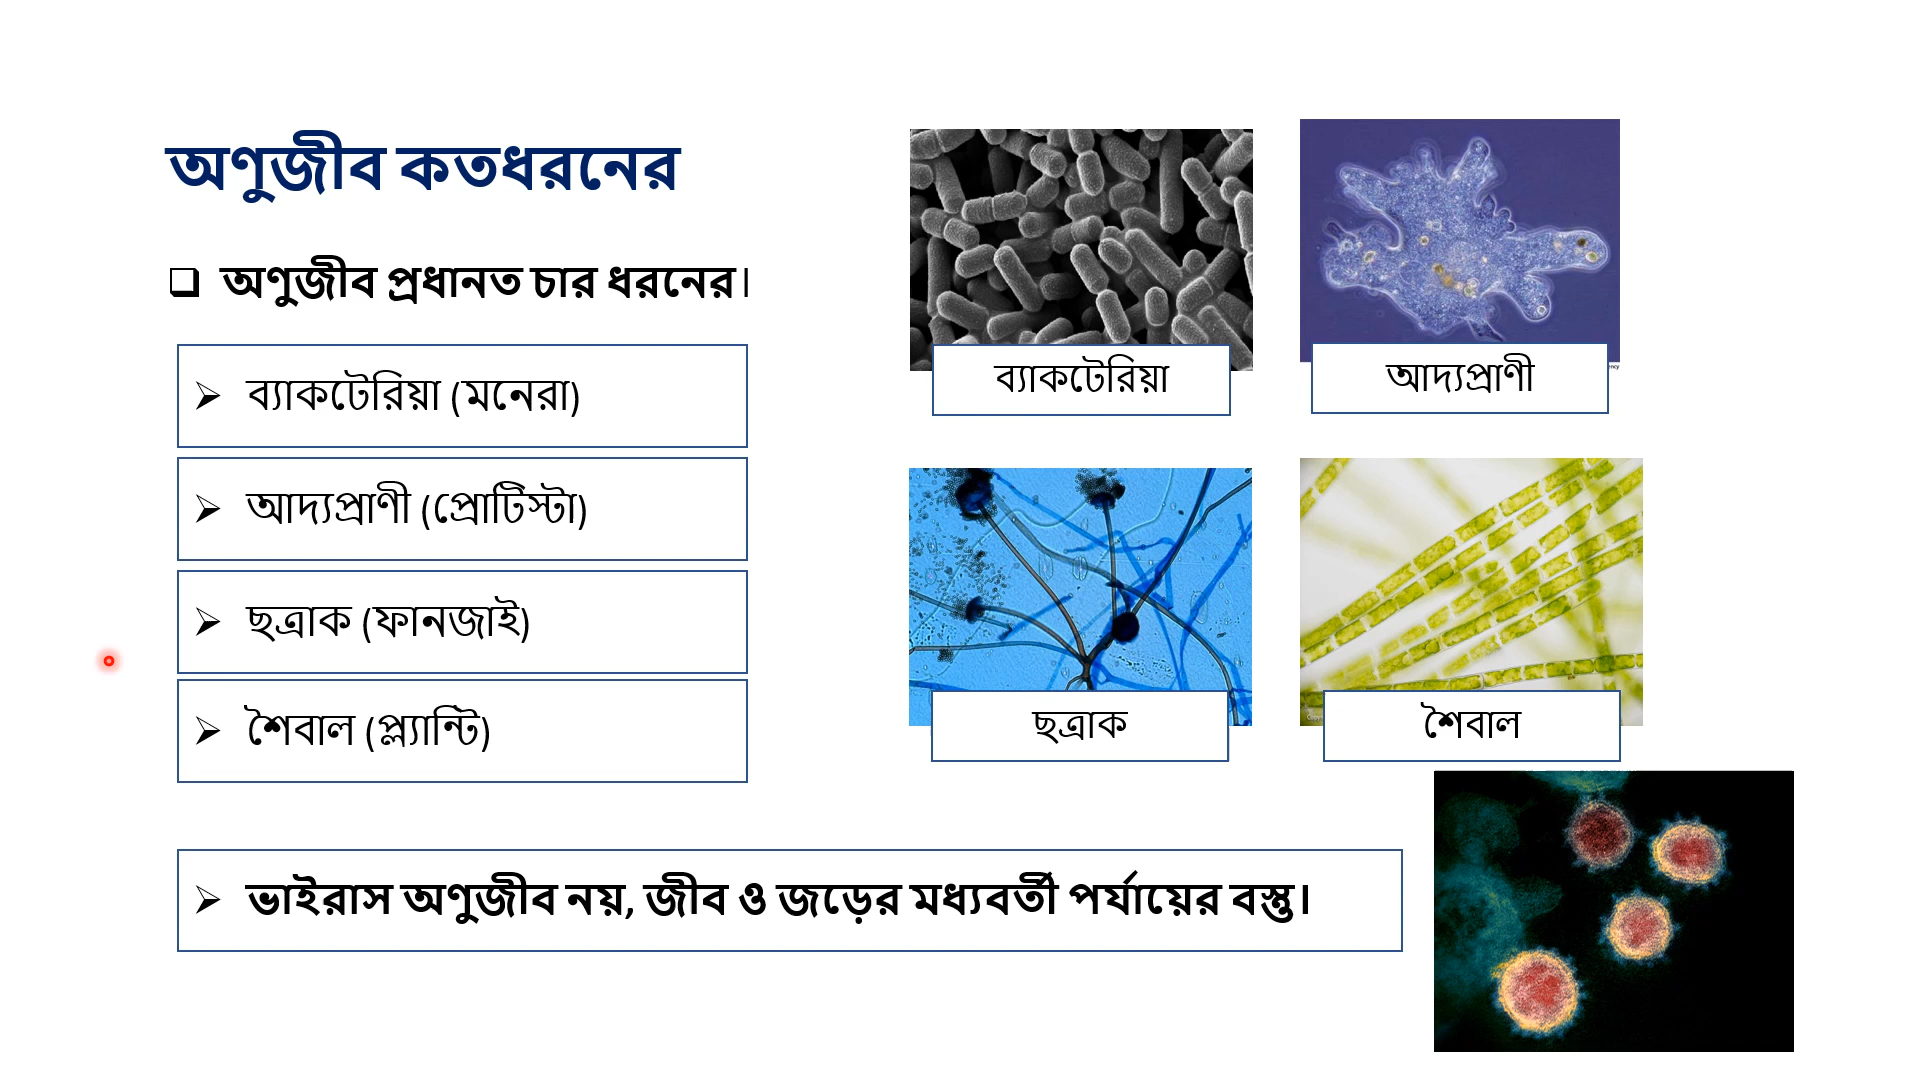 অণুজীব কতধরনের
❑ অণুজীব প্রধানত চার ধরনের।
➢ ব্যাকটেরিয়া (মনেরা)
➢ আদ্যপ্রাণী (প্রোটিস্টা)
➢ ছত্রাক (ফানজাই)
➢ শৈবাল (প্ল্যান্টি)
ব্যাকটেরিয়া
আদ্যপ্রাণী
ছত্রাক
শৈবাল
➢ ভাইরাস অণুজীব নয়, জীব ও জড়ের মধ্যবর্তী পর্যায়ের বস্তু।